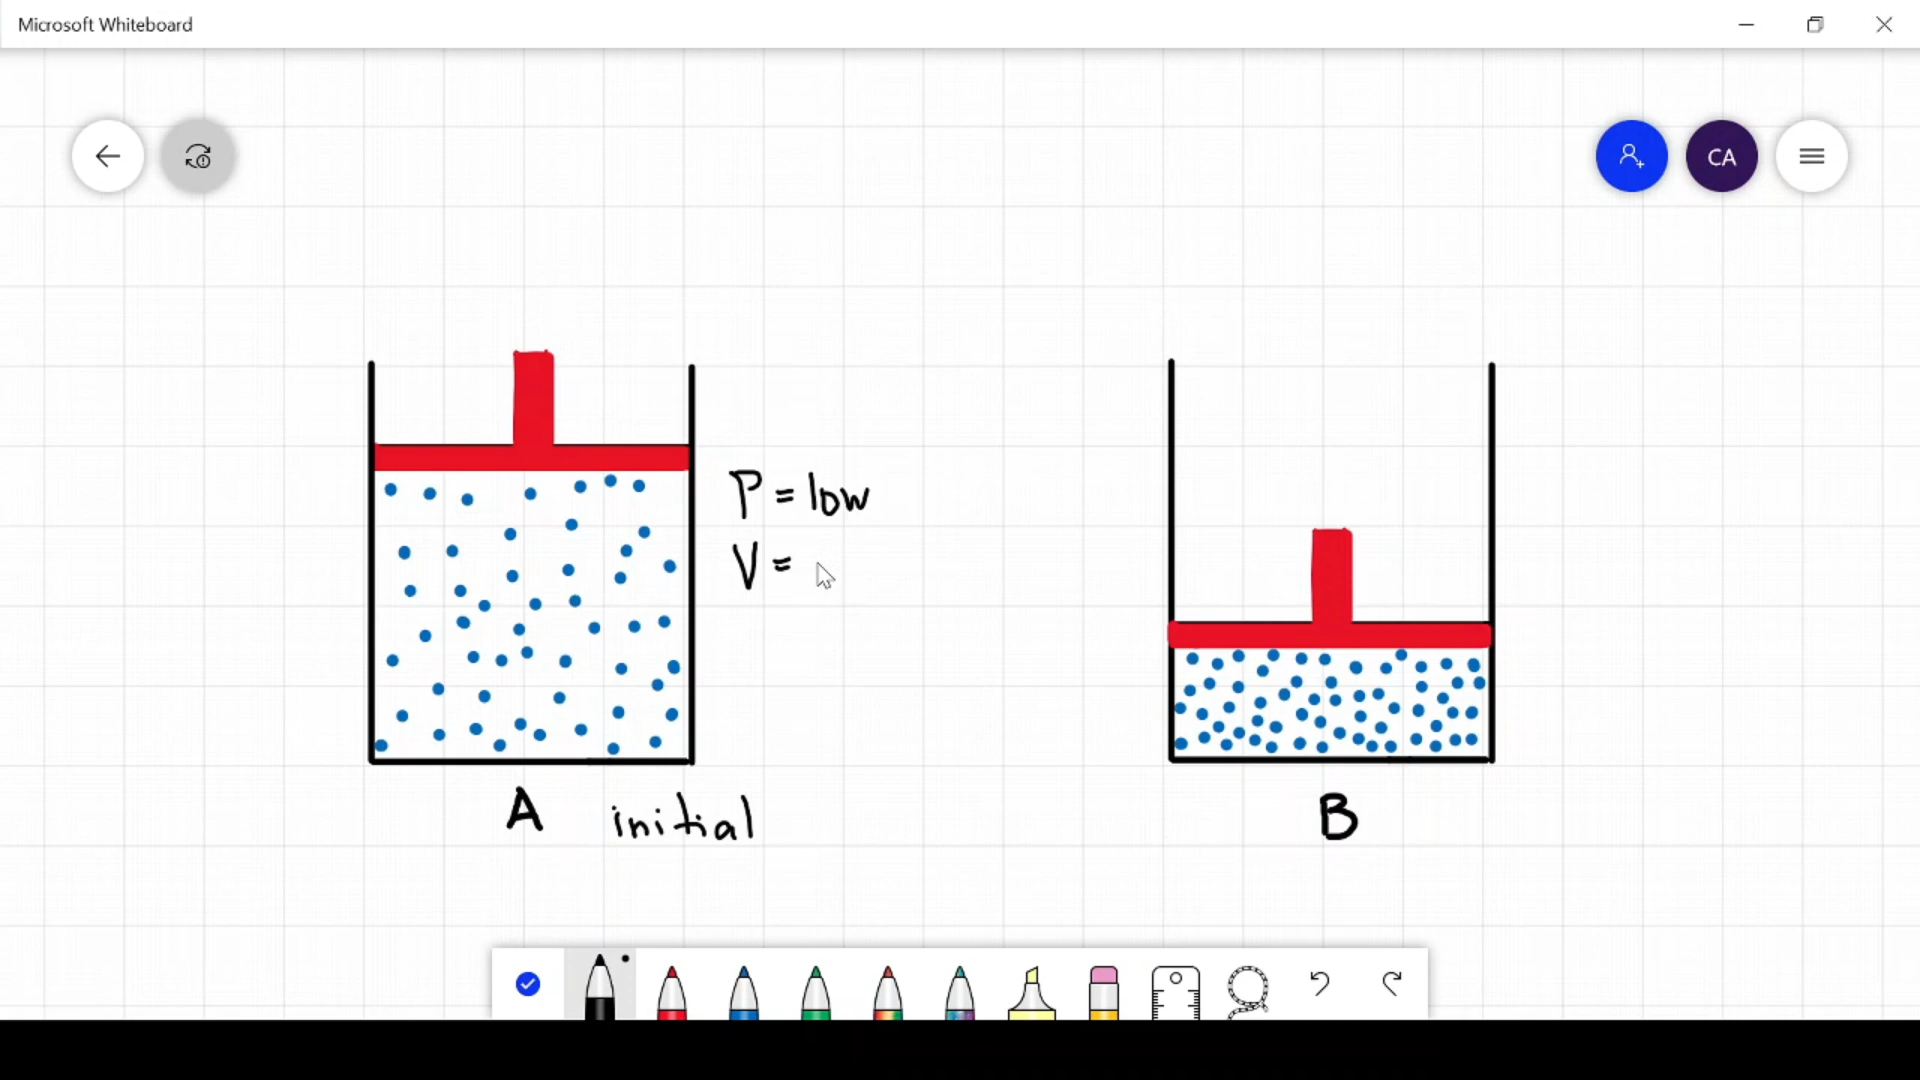 Microsoft Whiteboard
CA
P = low
V =
A initial
B